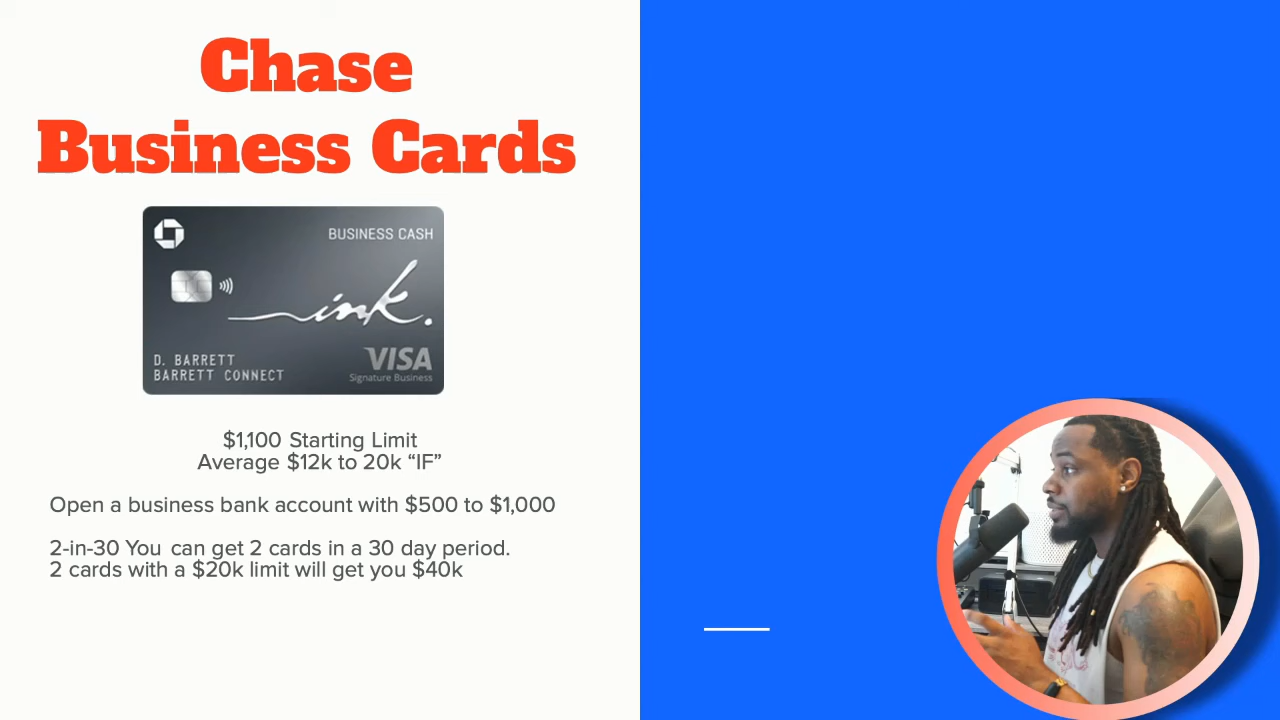 Chase
Business Cards
BUSINESS CASH
ink.
D. BARRETT
BARRETT CONNECT
VISA
Signature Business
$1,100 Starting Limit
Average $12k to 20k “IF”
Open a business bank account with $500 to $1,000
2-in-30 You can get 2 cards in a 30 day period.
2 cards with a $20k limit will get you $40k